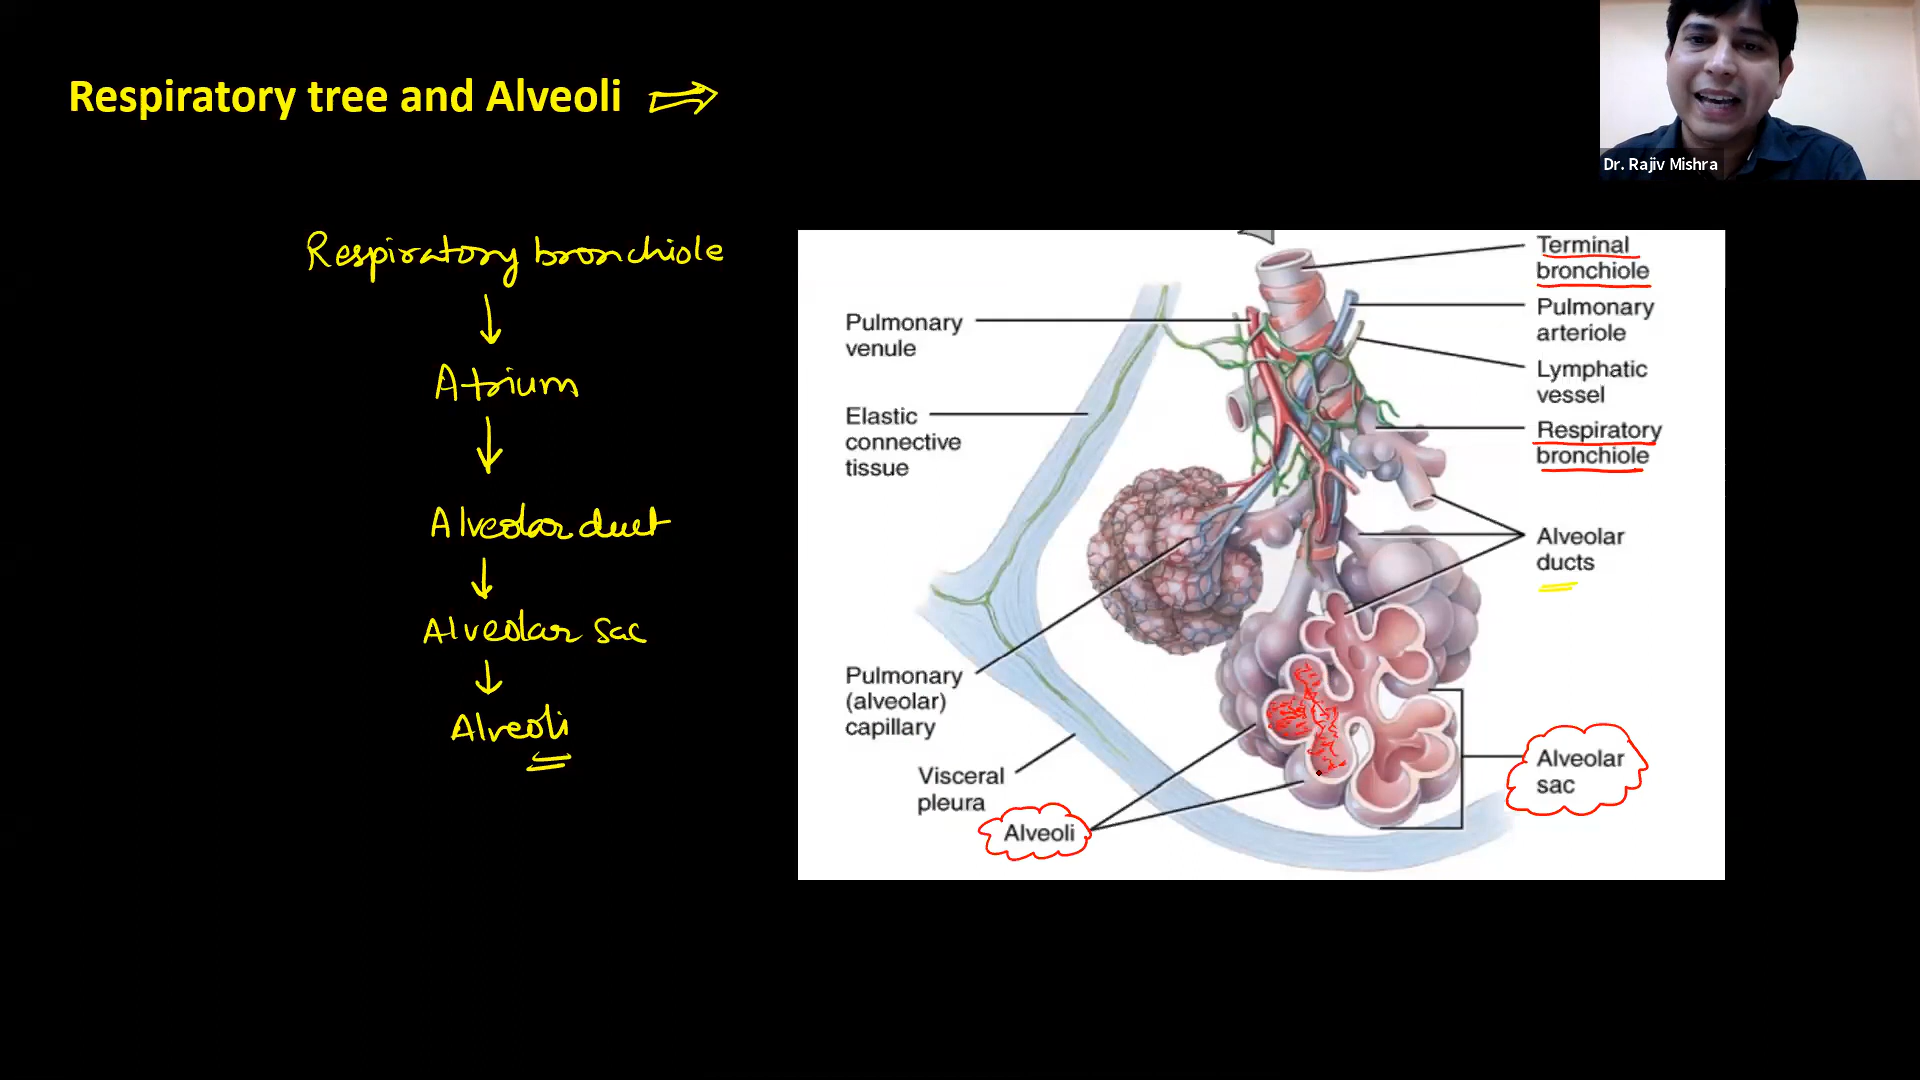 Respiratory tree and Alveoli
Dr. Rajiv Mishra
Respiratory bronchiole
Atrium
Alveolar duct
Alveolar sac
Alveoli
Pulmonary
venule
Elastic
connective
tissue
Pulmonary
(alveolar)
capillary
Visceral
pleura
Alveoli
Terminal
bronchiole
Pulmonary
arteriole
Lymphatic
vessel
Respiratory
bronchiole
Alveolar
ducts
Alveolar
sac